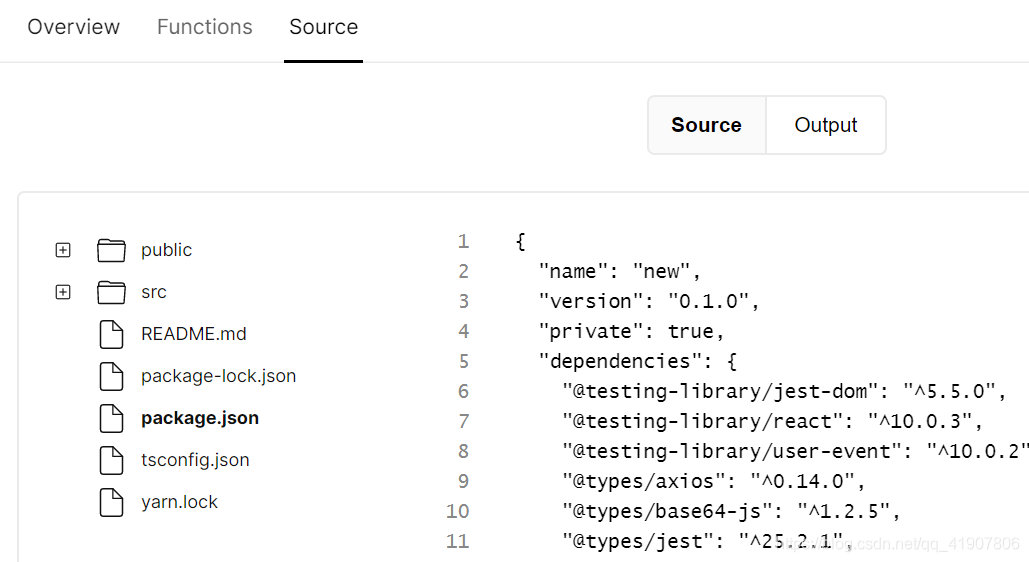 Overview Functions Source
Source Output
public
src
README.md
package-lock.json
package.json
tsconfig.json
yarn.lock
1 {
2 "name": "new",
3 "version": "0.1.0",
4 "private": true,
5 "dependencies": {
6 "@testing-library/jest-dom": "^5.5.0",
7 "@testing-library/react": "^10.0.3",
8 "@testing-library/user-event": "^10.0.2"
9 "@types/axios": "^0.14.0",
10 "@types/base64-js": "^1.2.5",
11 "@types/jest": "^25.2.1",
https://blog.csdn.net/qq_41907806